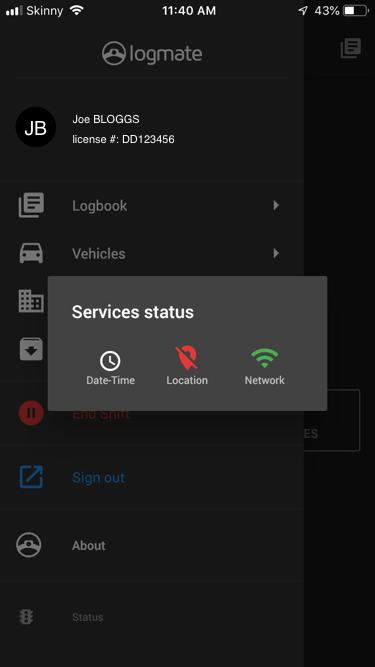 Skinny 11:40 AM 43%
logmate
JB
Joe BLOGGS
license #: DD123456
Logbook
Vehicles
Services status
Date-Time Location Network
End Shift
ES
Sign out
About
Status